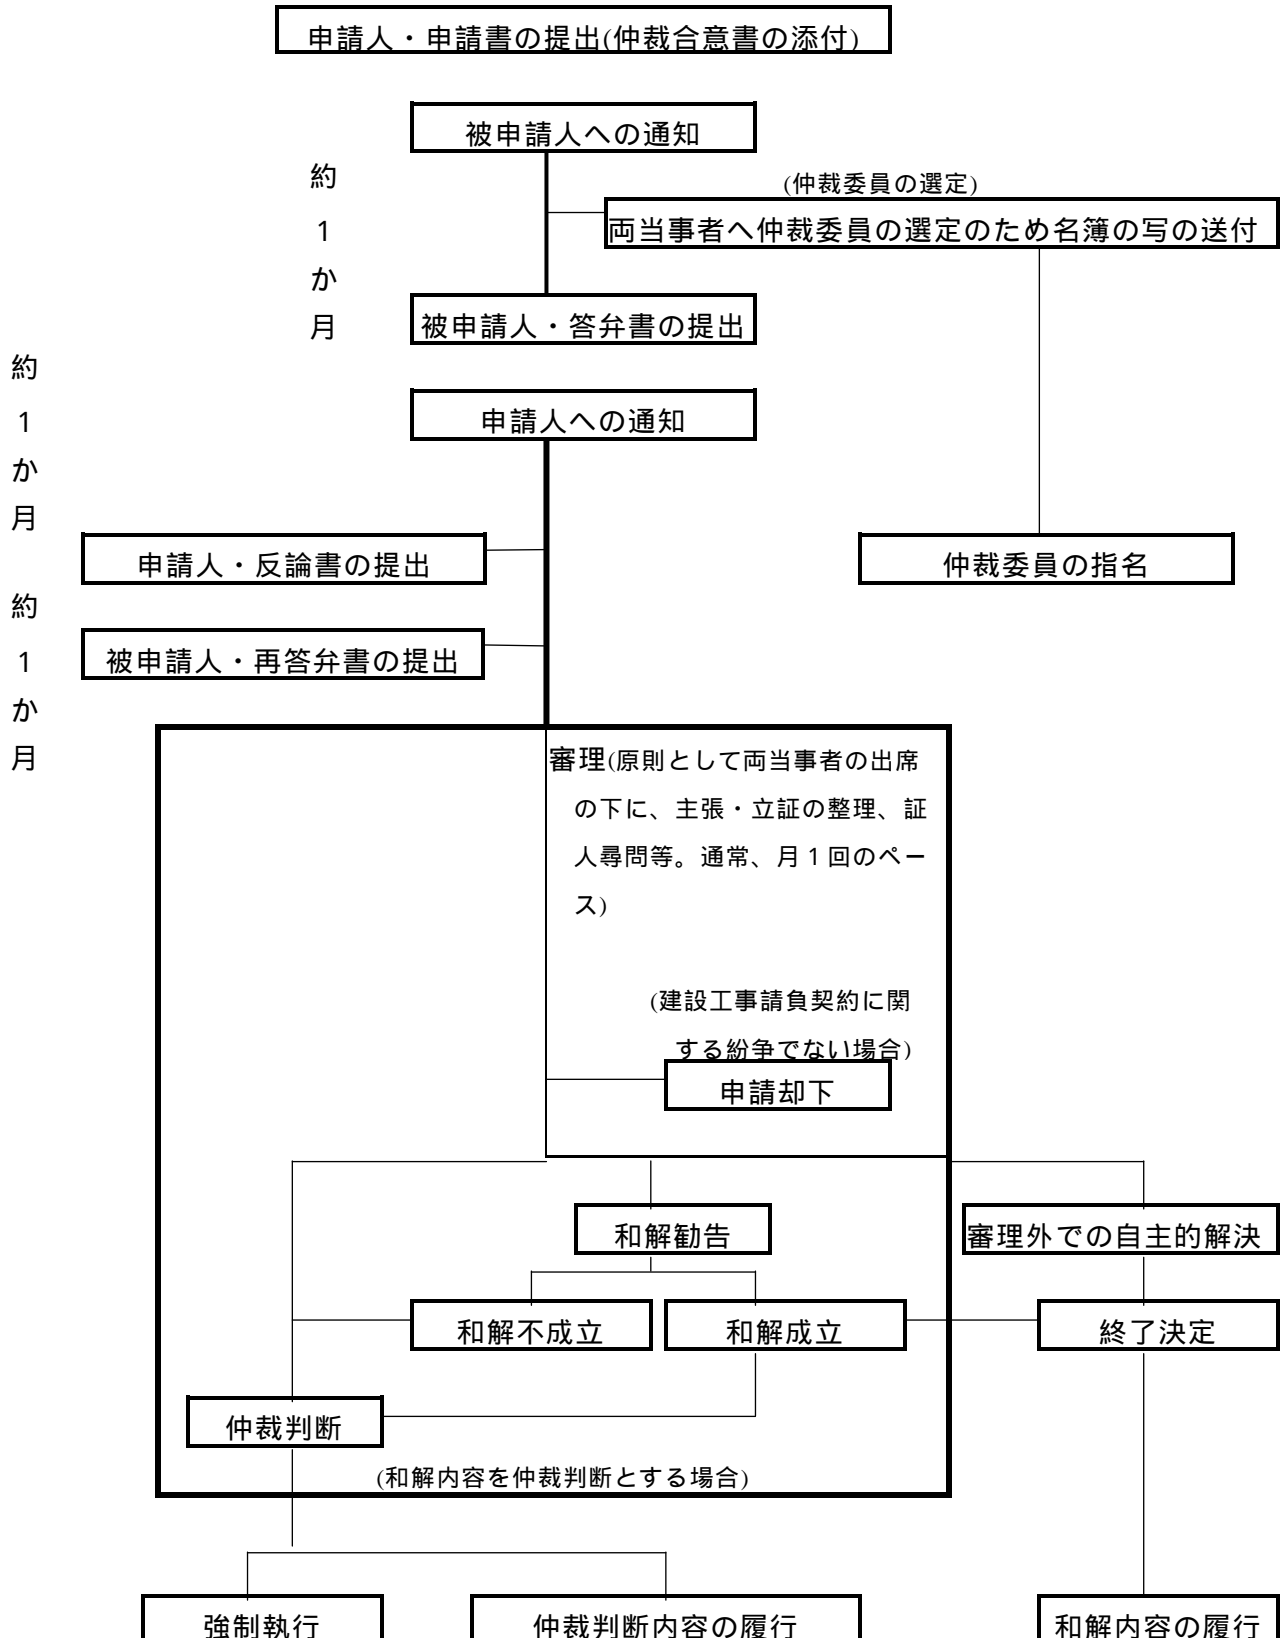 申請人・申請書の提出(仲裁合意書の添付)
被申請人への通知
約
1
か
月
(仲裁委員の選定)
両当事者へ仲裁委員の選定のため名簿の写の送付
被申請人・答弁書の提出
約
1
か
月
申請人への通知
申請人・反論書の提出
仲裁委員の指名
約
1
か
月
被申請人・再答弁書の提出
審理(原則として両当事者の出席
の下に、主張・立証の整理、証
人尋問等。通常、月1回のペー
ス)
(建設工事請負契約に関
する紛争でない場合)
申請却下
和解勧告
審理外での自主的解決
和解不成立
和解成立
終了決定
仲裁判断
(和解内容を仲裁判断とする場合)
強制執行
仲裁判断内容の履行
和解内容の履行